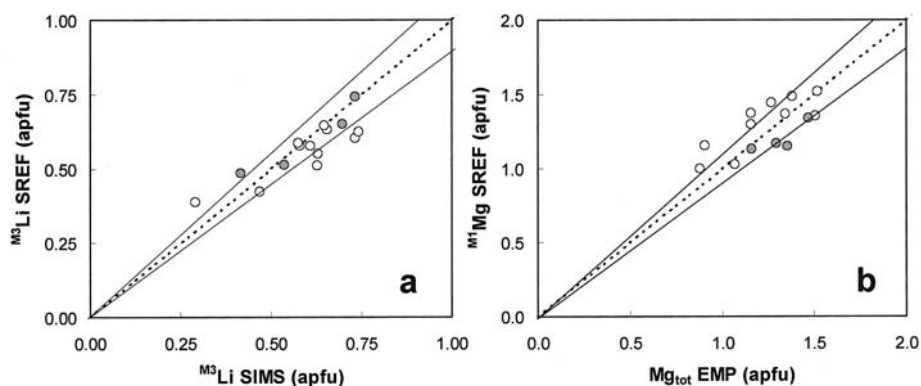 1.00
0.75
0.50
0.25
0.00
0.00 0.25 0.50 0.75 1.00
M3Li SREF (apfu)
M3Li SIMS (apfu)
a
2.0
1.5
1.0
0.5
0.0
0.0 0.5 1.0 1.5 2.0
M1Mg SREF (apfu)
Mgtot EMP (apfu)
b